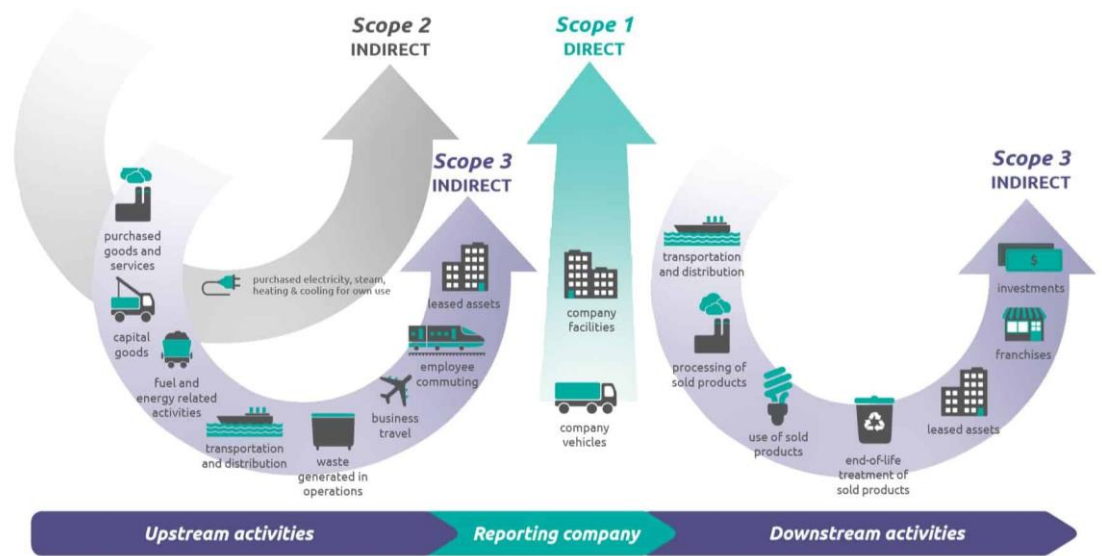 Scope 2
INDIRECT
Scope 1
DIRECT
Scope 3
INDIRECT
Scope 3
INDIRECT
purchased
goods and
services
capital
goods
fuel and
energy related
activities
transportation
and distribution
waste
generated in
operations
business
travel
employee
commuting
leased assets
purchased electricity, steam,
heating & cooling for own use
company
facilities
company
vehicles
transportation
and distribution
processing of
sold products
use of sold
products
end-of-life
treatment of
sold products
leased assets
franchises
$
investments
Upstream activities
Reporting company
Downstream activities